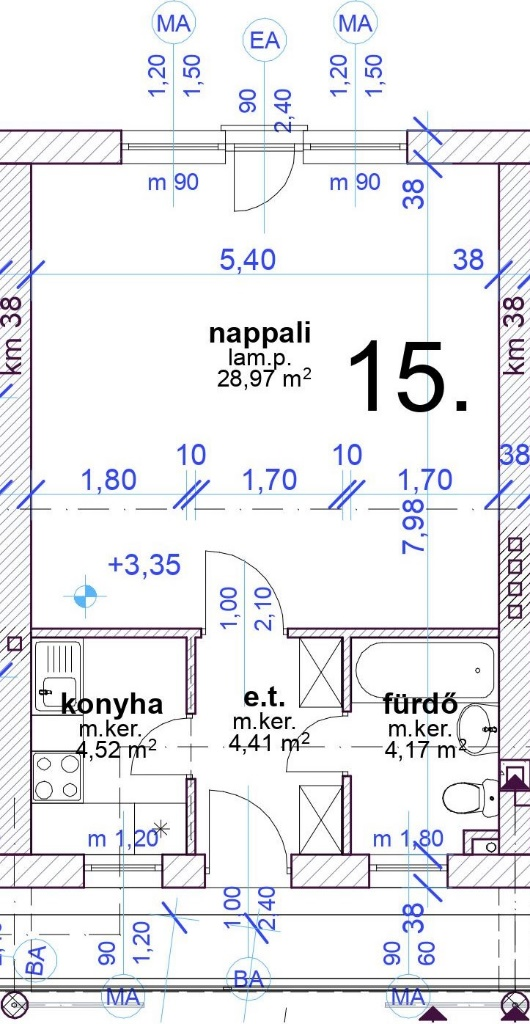 MA
EA
MA
1,20
1,50
90
2,40
1,20
1,50
m 90
m 90
38
5,40
38
km 38
km 38
nappali
lam.p.
28,97 m²
15.
10
10
38
1,80
1,70
1,70
7,98
+3,35
1,00
2,10
konyha
m.ker.
4,52 m²
e.t.
m.ker.
4,41 m²
fürdő
m.ker.
4,17 m²
m 1,20
m 1,80
90
1,20
1,00
2,40
38
90
60
BA
BA
MA
MA